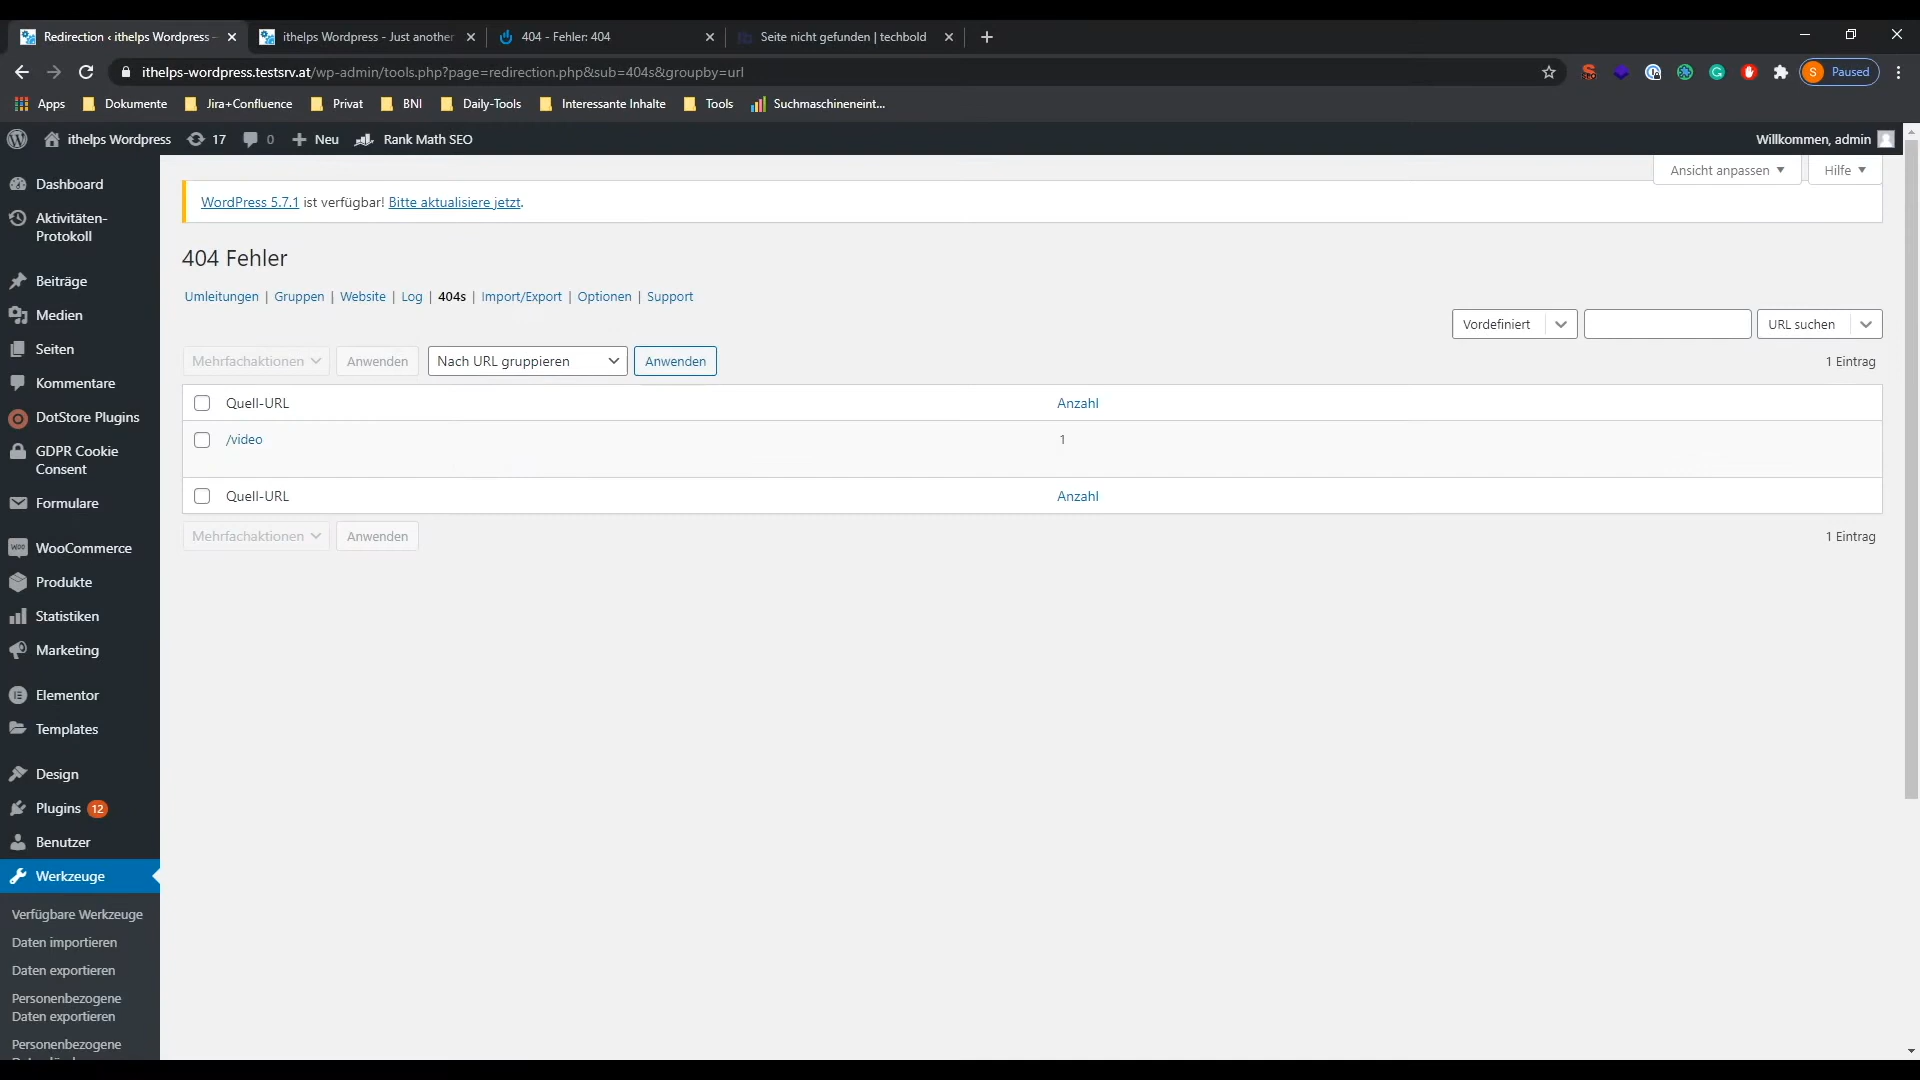 Redirection ‹ ithelps Wordpress –
ithelps Wordpress - Just another
404 - Fehler: 404
Seite nicht gefunden | techbold
ithelps-wordpress.testsrv.at/wp-admin/tools.php?page=redirection.php&sub=404s&groupby=url
S Paused
Apps
Dokumente
Jira+Confluence
Privat
BNI
Daily-Tools
Interessante Inhalte
Tools
Suchmaschineneint...
ithelps Wordpress
17
0
Neu
Rank Math SEO
Willkommen, admin
Ansicht anpassen
Hilfe
WordPress 5.7.1 ist verfügbar! Bitte aktualisiere jetzt.
404 Fehler
Umleitungen | Gruppen | Website | Log | 404s | Import/Export | Optionen | Support
Vordefiniert
URL suchen
Mehrfachaktionen
Anwenden
Nach URL gruppieren
Anwenden
1 Eintrag
Quell-URL
Anzahl
/video
1
Quell-URL
Anzahl
Mehrfachaktionen
Anwenden
1 Eintrag
Dashboard
Aktivitäten-
Protokoll
Beiträge
Medien
Seiten
Kommentare
DotStore Plugins
GDPR Cookie
Consent
Formulare
WooCommerce
Produkte
Statistiken
Marketing
Elementor
Templates
Design
Plugins 12
Benutzer
Werkzeuge
Verfügbare Werkzeuge
Daten importieren
Daten exportieren
Personenbezogene
Daten exportieren
Personenbezogene